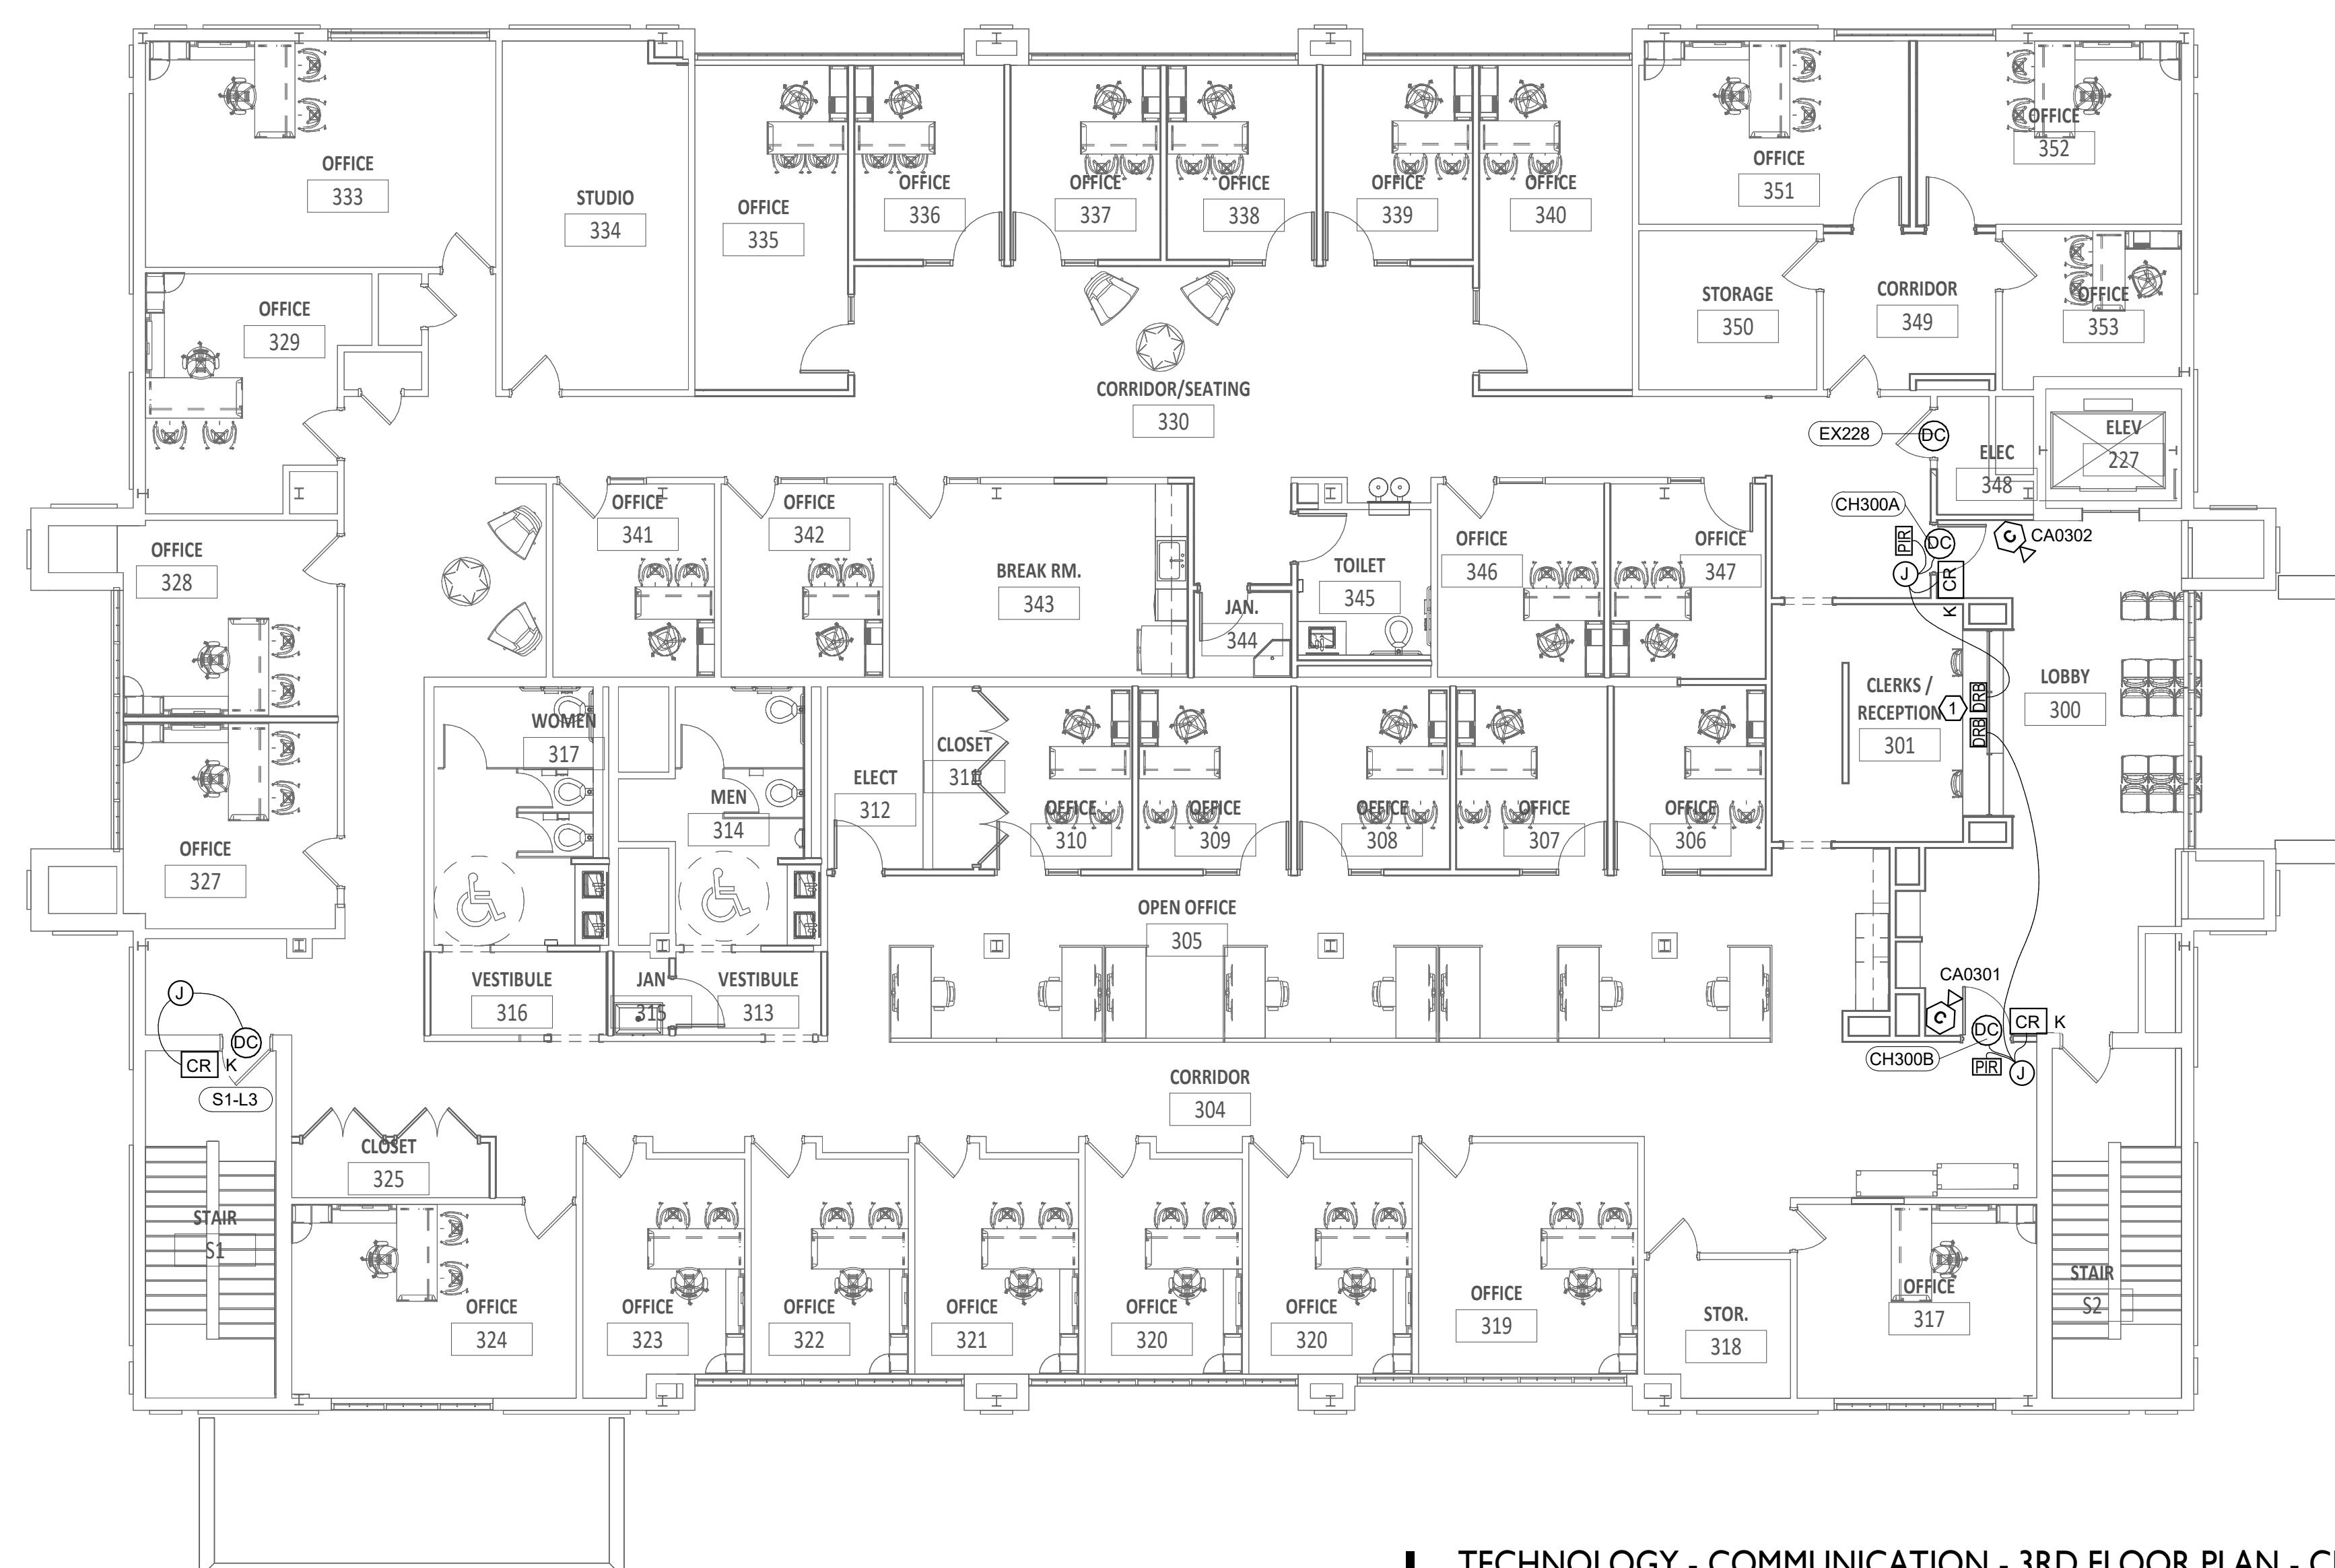 OFFICE
333
STUDIO
334
OFFICE
335
OFFICE
336
OFFICE
337
OFFICE
338
OFFICE
339
OFFICE
340
OFFICE
351
OFFICE
352
OFFICE
329
STORAGE
350
CORRIDOR
349
OFFICE
353
CORRIDOR/SEATING
330
EX228
DC
ELEC
348
ELEV
227
OFFICE
328
OFFICE
341
OFFICE
342
BREAK RM.
343
JAN.
344
TOILET
345
OFFICE
346
OFFICE
347
CH300A
PIR
DC
J
CR
K
C
CA0302
WOMEN
317
MEN
314
ELECT
312
CLOSET
OFFICE
310
OFFICE
309
OFFICE
308
OFFICE
307
OFFICE
306
CLERKS /
RECEPTION
301
1
DRB
DRB
LOBBY
300
OFFICE
327
OPEN OFFICE
305
VESTIBULE
316
JAN
315
VESTIBULE
313
J
DC
CR
K
S1-L3
CA0301
C
DC
CR
K
CH300B
PIR
J
CORRIDOR
304
CLOSET
325
STAIR
S1
OFFICE
324
OFFICE
323
OFFICE
322
OFFICE
321
OFFICE
320
OFFICE
320
OFFICE
319
STOR.
318
OFFICE
317
STAIR
S2
TECHNOLOGY - COMMUNICATION - 3RD FLOOR PLAN -